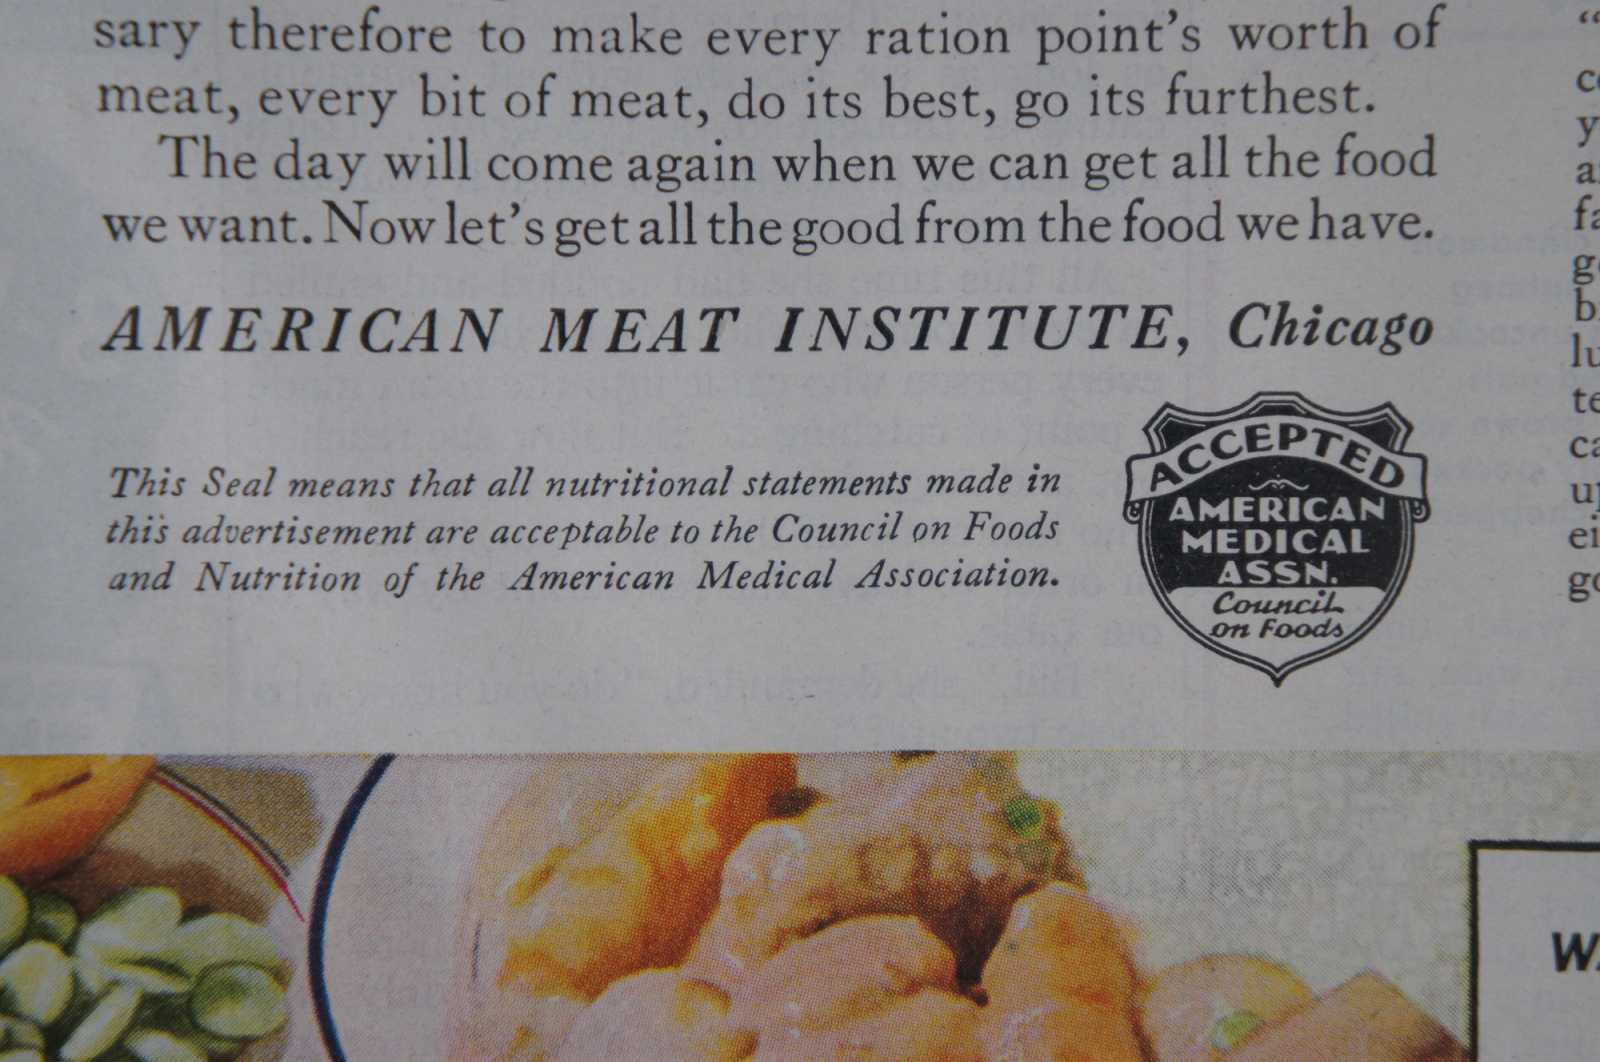 sary therefore to make every ration point's worth of
meat, every bit of meat, do its best, go its furthest.
The day will come again when we can get all the food
we want. Now let's get all the good from the food we have.
AMERICAN MEAT INSTITUTE, Chicago
This Seal means that all nutritional statements made in
this advertisement are acceptable to the Council on Foods
and Nutrition of the American Medical Association.
ACCEPTED
AMERICAN
MEDICAL
ASSN.
Council
on Foods